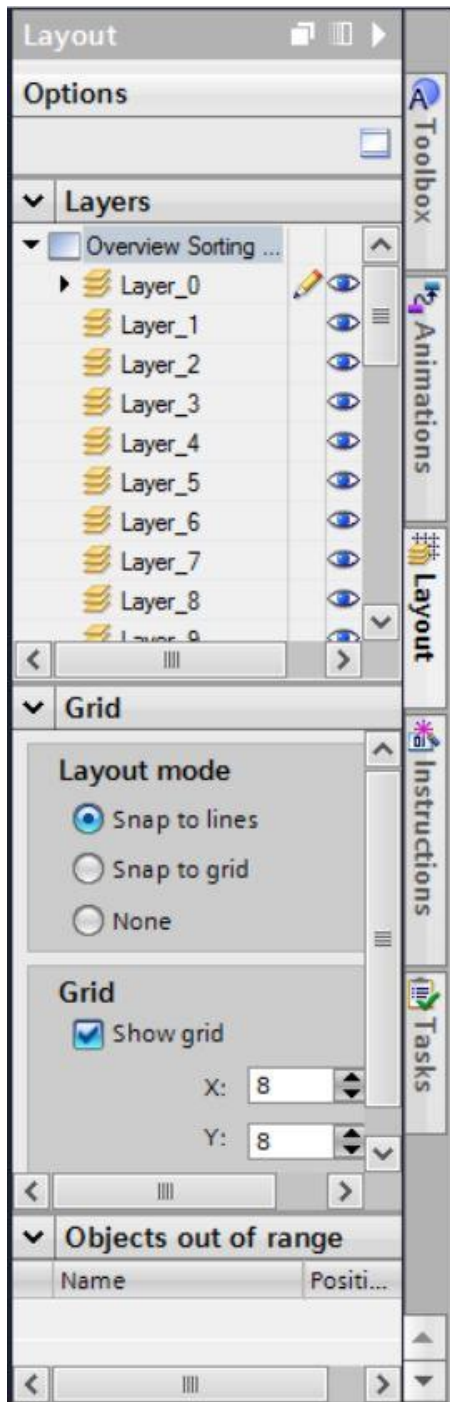 Layout
Options
Layers
Overview Sorting ...
Layer_0
Layer_1
Layer_2
Layer_3
Layer_4
Layer_5
Layer_6
Layer_7
Layer_8
Layer_9
Grid
Layout mode
Snap to lines
Snap to grid
None
Grid
Show grid
X: 8
Y: 8
Objects out of range
Name Positi...
Toolbox
Animations
Layout
Instructions
Tasks